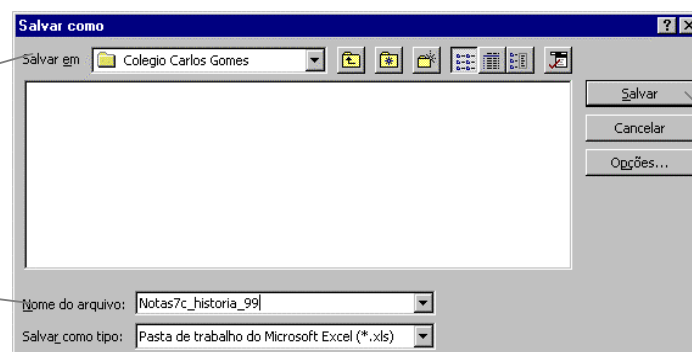 Salvar como
Salvar em Colegio Carlos Gomes
Salvar
Cancelar
Opções...
Nome do arquivo: Notas7c_historia_99
Salvar como tipo: Pasta de trabalho do Microsoft Excel (*.xls)